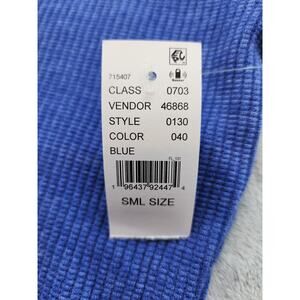 715407
CLASS 0703
VENDOR 46868
STYLE 0130
COLOR 040
BLUE
1 96437 92447 4
SML SIZE